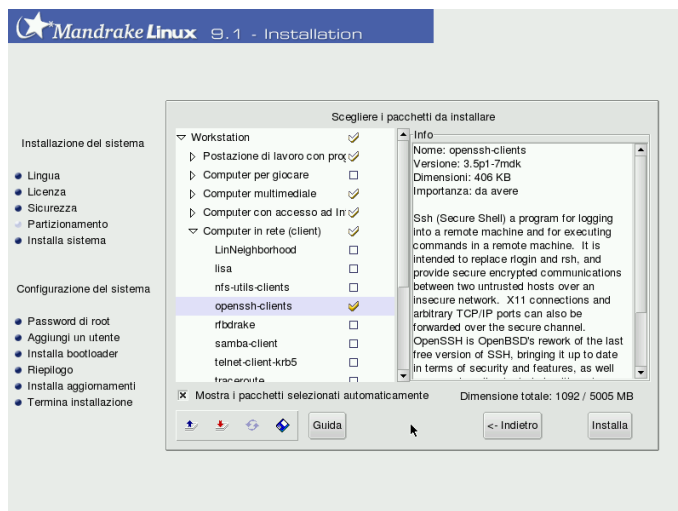 Mandrake Linux 9.1 - Installation
Installazione del sistema
Lingua
Licenza
Sicurezza
Partizionamento
Installa sistema
Configurazione del sistema
Password di root
Aggiungi un utente
Installa bootloader
Riepilogo
Installa aggiornamenti
Termina installazione
Scegliere i pacchetti da installare
Workstation
Postazione di lavoro con
Computer per giocare
Computer multimediale
Computer con accesso ad
Computer in rete (client)
LinNeighborhood
lisa
nfs-utils-clients
openssh-clients
rfbdrake
samba-client
telnet-client-krb5
traceroute
Info
Nome: openssh-clients
Versione: 3.5p1-7mdk
Dimensioni: 406 KB
Importanza: da avere
Ssh (Secure Shell) a program for logging
into a remote machine and for executing
commands in a remote machine. It is
intended to replace rlogin and rsh, and
provide secure encrypted communications
between two untrusted hosts over an
insecure network. X11 connections and
arbitrary TCP/IP ports can also be
forwarded over the secure channel.
OpenSSH is OpenBSD's rework of the last
free version of SSH, bringing it up to date
in terms of security and features, as well
Mostra i pacchetti selezionati automaticamente
Dimensione totale: 1092 / 5005 MB
Guida
<- Indietro
Installa